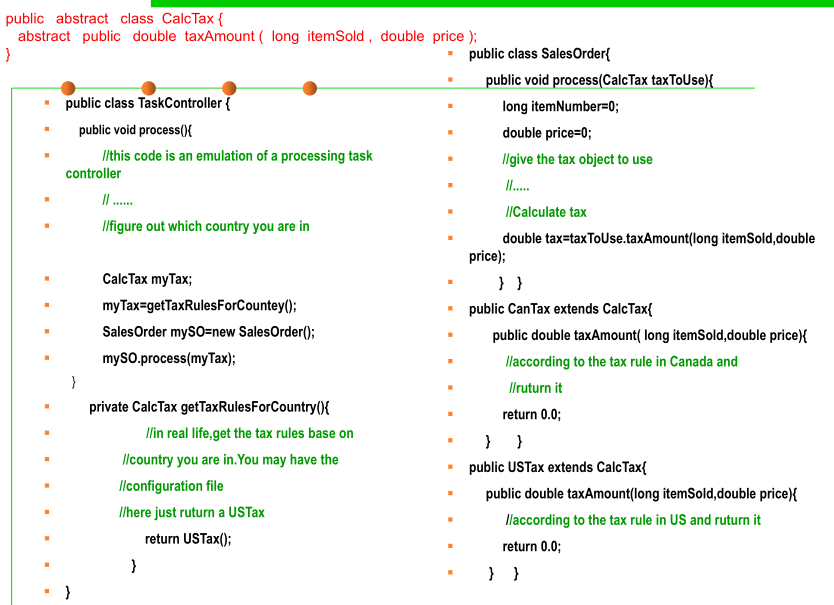 public abstract class CalcTax {
abstract public double taxAmount ( long itemSold , double price );
}
public class TaskController {
public void process(){
//this code is an emulation of a processing task
controller
// ......
//figure out which country you are in
CalcTax myTax;
myTax=getTaxRulesForCountey();
SalesOrder mySO=new SalesOrder();
mySO.process(myTax);
}
private CalcTax getTaxRulesForCountry(){
//in real life,get the tax rules base on
//country you are in.You may have the
//configuration file
//here just ruturn a USTax
return USTax();
}
}
public class SalesOrder{
public void process(CalcTax taxToUse){
long itemNumber=0;
double price=0;
//give the tax object to use
//.....
//Calculate tax
double tax=taxToUse.taxAmount(long itemSold,double
price);
} }
public CanTax extends CalcTax{
public double taxAmount( long itemSold,double price){
//according to the tax rule in Canada and
//ruturn it
return 0.0;
} }
public USTax extends CalcTax{
public double taxAmount(long itemSold,double price){
//according to the tax rule in US and ruturn it
return 0.0;
} }